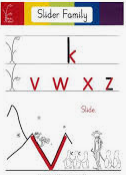 Slider Family
k
v w x z
Slide.
v